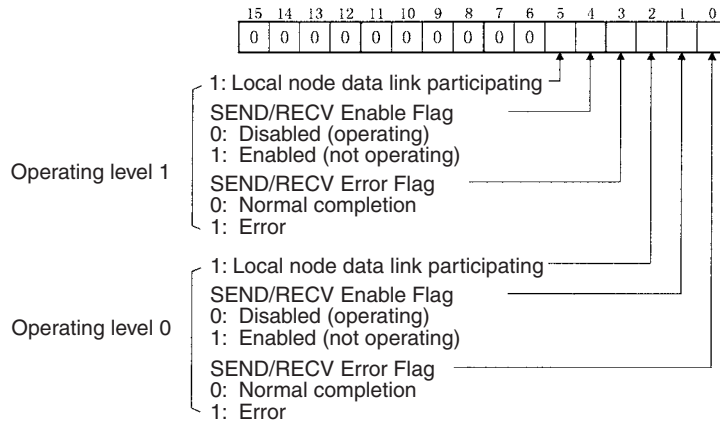 15 14 13 12 11 10 9 8 7 6 5 4 3 2 1 0
0 0 0 0 0 0 0 0 0 0
1: Local node data link participating
SEND/RECV Enable Flag
0: Disabled (operating)
1: Enabled (not operating)
Operating level 1
SEND/RECV Error Flag
0: Normal completion
1: Error
1: Local node data link participating
SEND/RECV Enable Flag
0: Disabled (operating)
Operating level 0
1: Enabled (not operating)
SEND/RECV Error Flag
0: Normal completion
1: Error